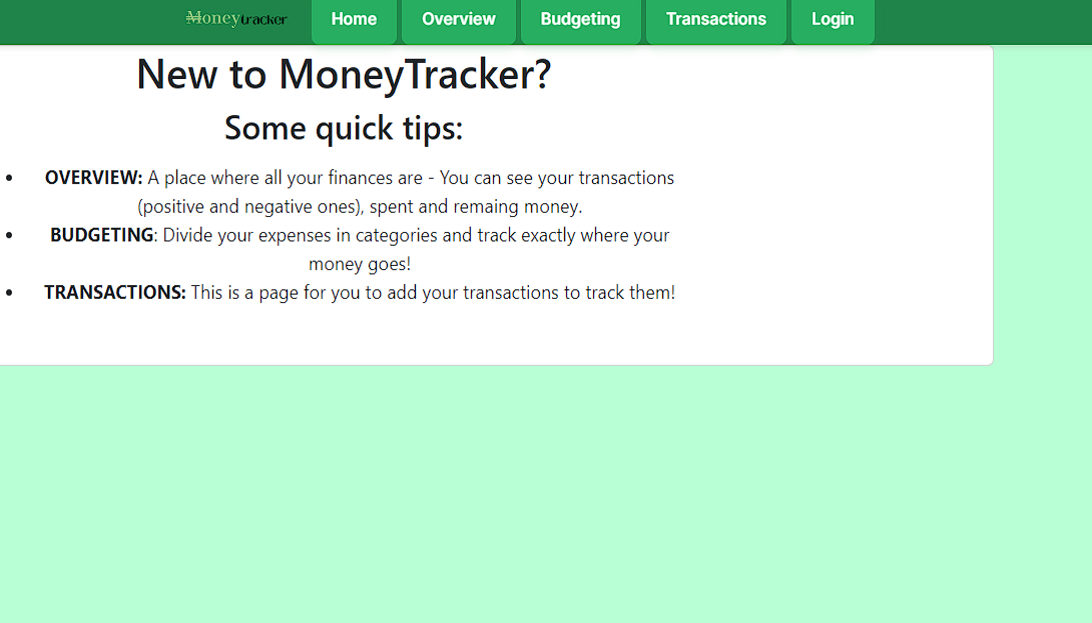 Moneytracker
Home
Overview
Budgeting
Transactions
Login
New to MoneyTracker?
Some quick tips:
OVERVIEW: A place where all your finances are - You can see your transactions
(positive and negative ones), spent and remaing money.
BUDGETING: Divide your expenses in categories and track exactly where your
money goes!
TRANSACTIONS: This is a page for you to add your transactions to track them!